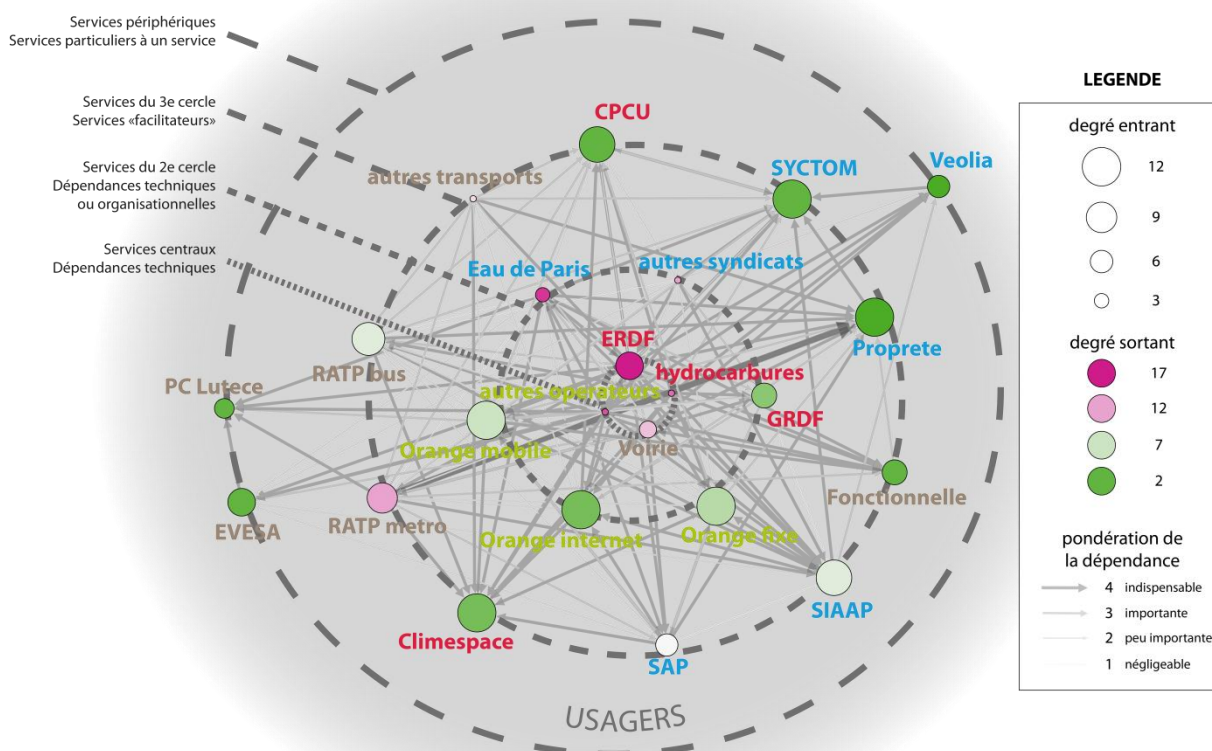 Services périphériques
Services particuliers à un service
Services du 3e cercle
Services «facilitateurs»
Services du 2e cercle
Dépendances techniques
ou organisationnelles
Services centraux
Dépendances techniques
CPCU
SYCTOM
Veolia
autres transports
Eau de Paris
autres syndicats
ERDF
hydrocarbures
Proprete
RATP bus
PC Lutece
autres operateurs
GRDF
Orange mobile
Voirie
Fonctionnelle
EVESA
RATP metro
Orange internet
Orange fixe
SIAAP
Climespace
SAP
USAGERS
LEGENDE
degré entrant
12
9
6
3
degré sortant
17
12
7
2
pondération de
la dépendance
4 indispensable
3 importante
2 peu importante
1 négligeable